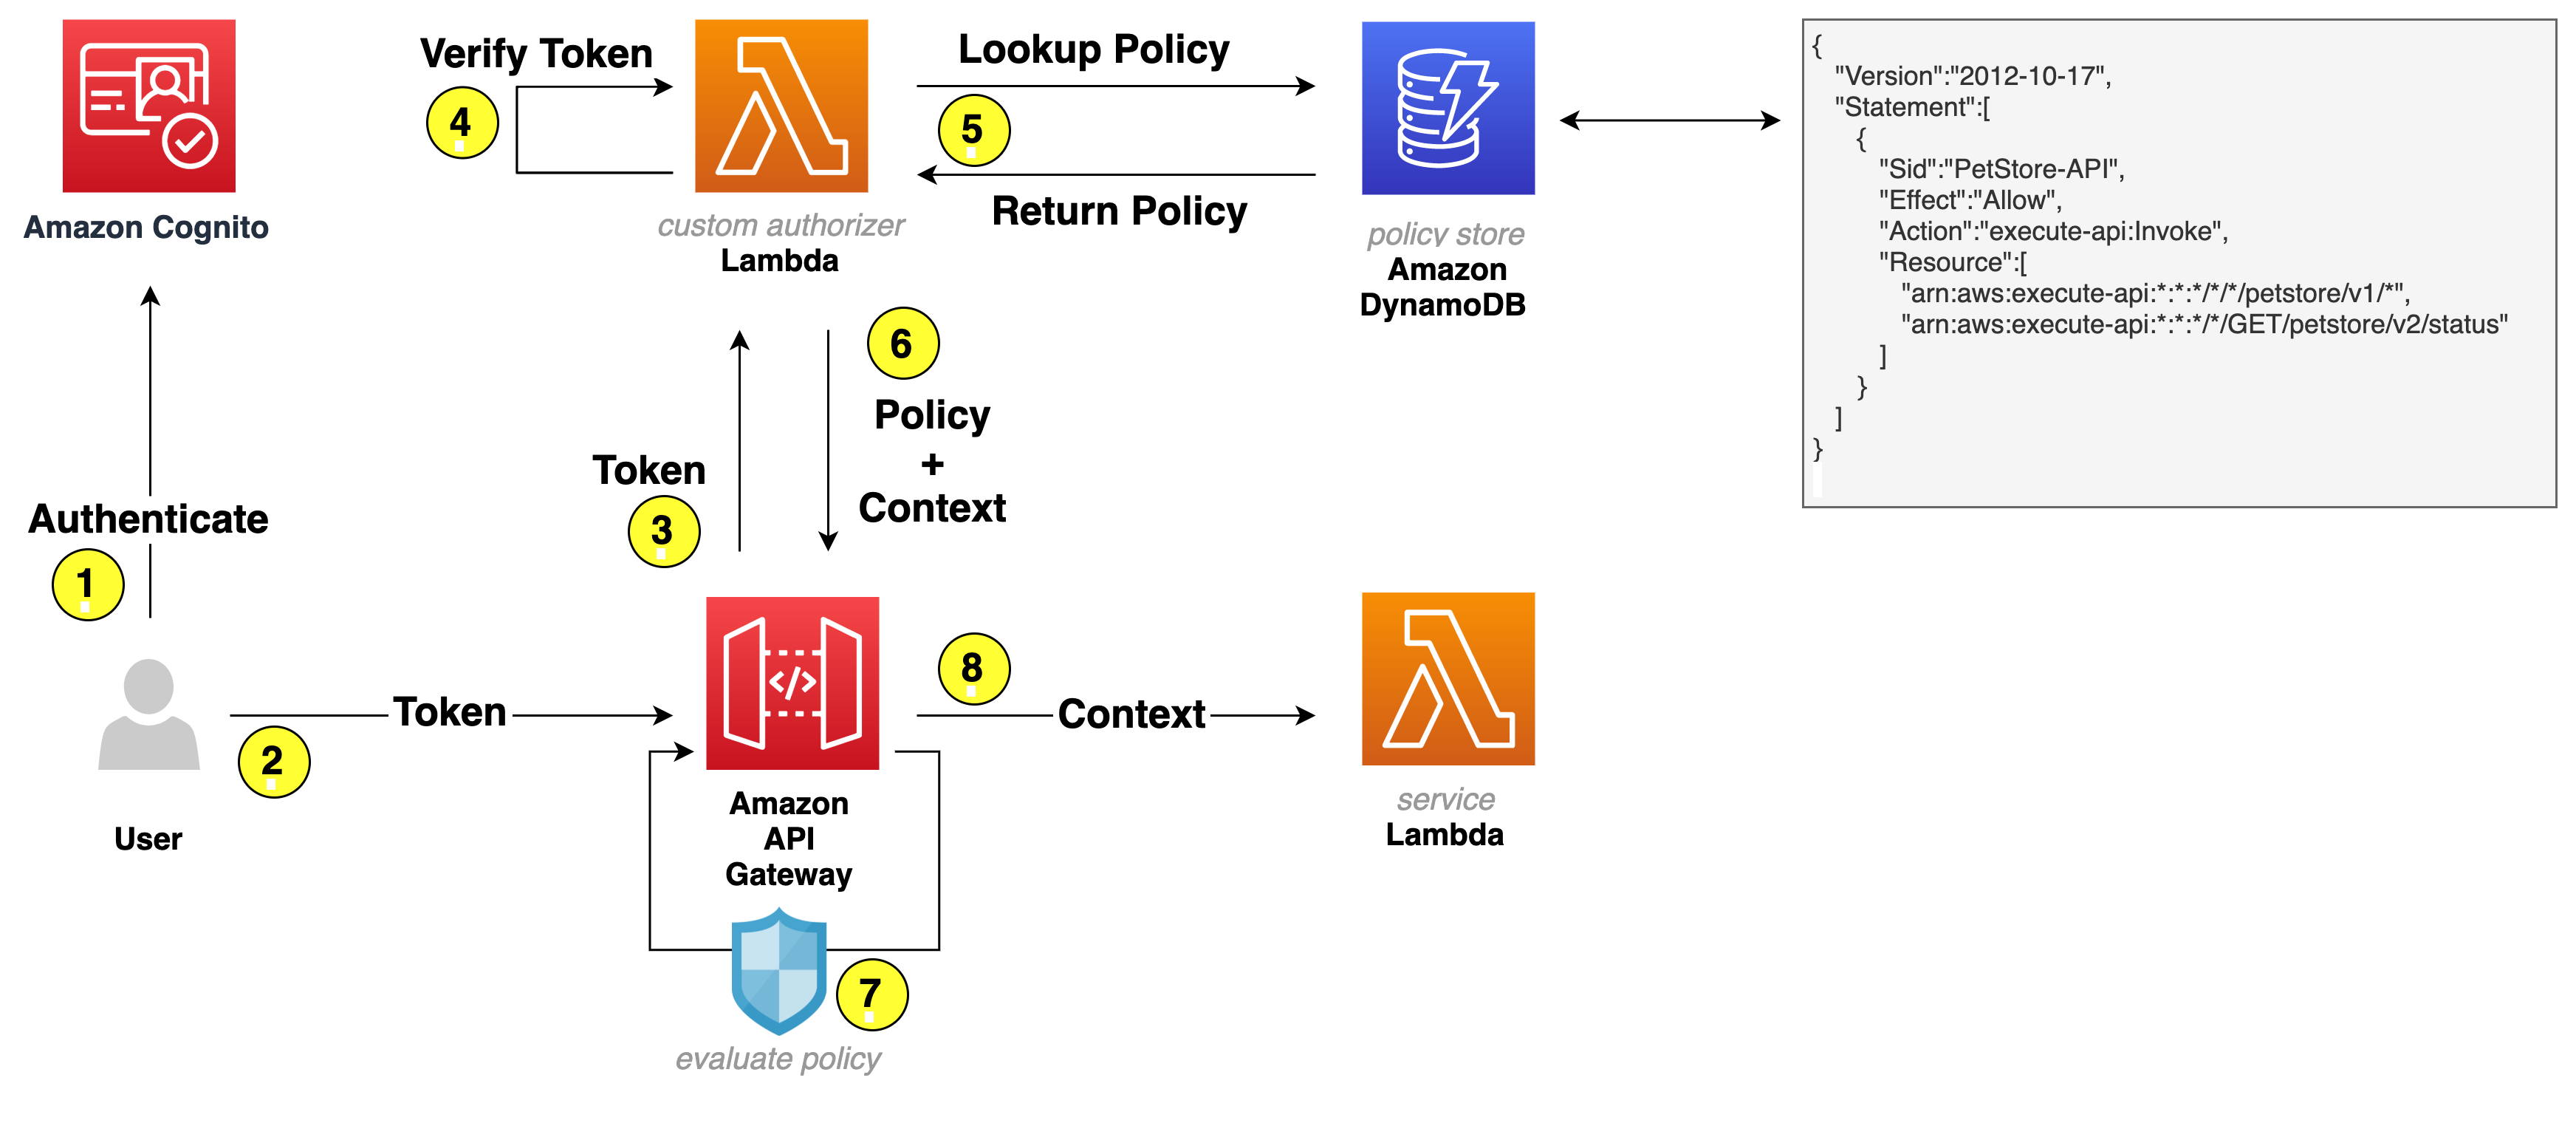 Amazon Cognito
Authenticate
1
User
2
Token
Verify Token
4
custom authorizer
Lambda
Lookup Policy
5
Return Policy
policy store
Amazon
DynamoDB
{
"Version":"2012-10-17",
"Statement":[
{
"Sid":"PetStore-API",
"Effect":"Allow",
"Action":"execute-api:Invoke",
"Resource":[
"arn:aws:execute-api:*:*:*/*/*/petstore/v1/*",
"arn:aws:execute-api:*:*:*/*/GET/petstore/v2/status"
]
}
]
}
Token
3
6
Policy
+
Context
</>
Amazon
API
Gateway
7
evaluate policy
8
Context
service
Lambda